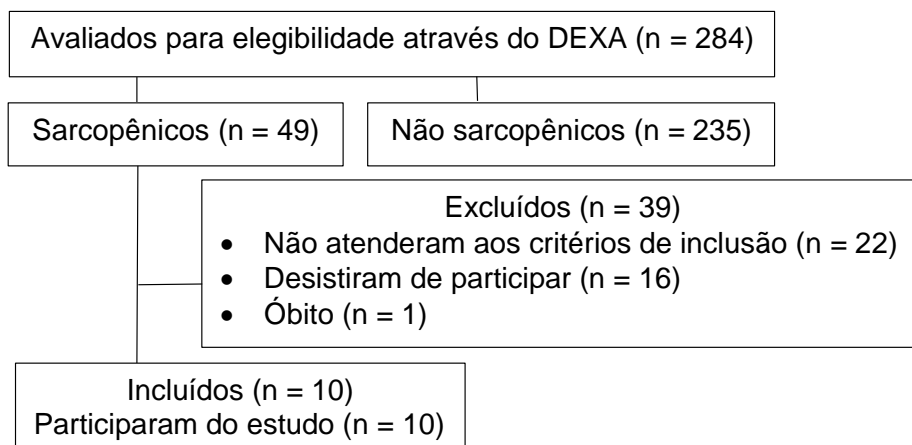 Avaliados para elegibilidade através do DEXA (n = 284)
Sarcopênicos (n = 49)
Não sarcopênicos (n = 235)
Excluídos (n = 39)
• Não atenderam aos critérios de inclusão (n = 22)
• Desistiram de participar (n = 16)
• Óbito (n = 1)
Incluídos (n = 10)
Participaram do estudo (n = 10)